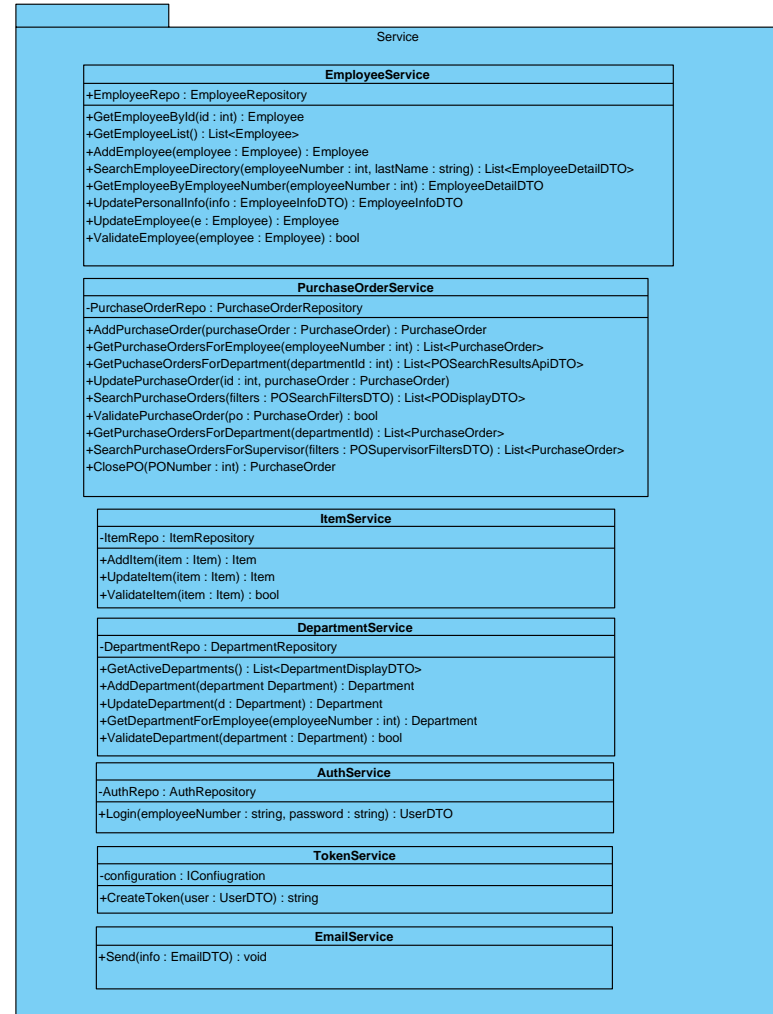 Service
EmployeeService
+EmployeeRepo : EmployeeRepository
+GetEmployeeById(id : int) : Employee
+GetEmployeeList() : List<Employee>
+AddEmployee(employee : Employee) : Employee
+SearchEmployeeDirectory(employeeNumber : int, lastName : string) : List<EmployeeDetailDTO>
+GetEmployeeByEmployeeNumber(employeeNumber : int) : EmployeeDetailDTO
+UpdatePersonalInfo(info : EmployeeInfoDTO) : EmployeeInfoDTO
+UpdateEmployee(e : Employee) : Employee
+ValidateEmployee(employee : Employee) : bool
PurchaseOrderService
-PurchaseOrderRepo : PurchaseOrderRepository
+AddPurchaseOrder(purchaseOrder : PurchaseOrder) : PurchaseOrder
+GetPurchaseOrdersForEmployee(employeeNumber : int) : List<PurchaseOrder>
+GetPuchaseOrdersForDepartment(departmentId : int) : List<POSearchResultsApiDTO>
+UpdatePurchaseOrder(id : int, purchaseOrder : PurchaseOrder)
+SearchPurchaseOrders(filters : POSearchFiltersDTO) : List<PODisplayDTO>
+ValidatePurchaseOrder(po : PurchaseOrder) : bool
+GetPurchaseOrdersForDepartment(departmentId) : List<PurchaseOrder>
+SearchPurchaseOrdersForSupervisor(filters : POSupervisorFiltersDTO) : List<PurchaseOrder>
+ClosePO(PONumber : int) : PurchaseOrder
ItemService
-ItemRepo : ItemRepository
+AddItem(item : Item) : Item
+UpdateItem(item : Item) : Item
+ValidateItem(item : Item) : bool
DepartmentService
-DepartmentRepo : DepartmentRepository
+GetActiveDepartments() : List<DepartmentDisplayDTO>
+AddDepartment(department Department) : Department
+UpdateDepartment(d : Department) : Department
+GetDepartmentForEmployee(employeeNumber : int) : Department
+ValidateDepartment(department : Department) : bool
AuthService
-AuthRepo : AuthRepository
+Login(employeeNumber : string, password : string) : UserDTO
TokenService
-configuration : IConfiugration
+CreateToken(user : UserDTO) : string
EmailService
+Send(info : EmailDTO) : void